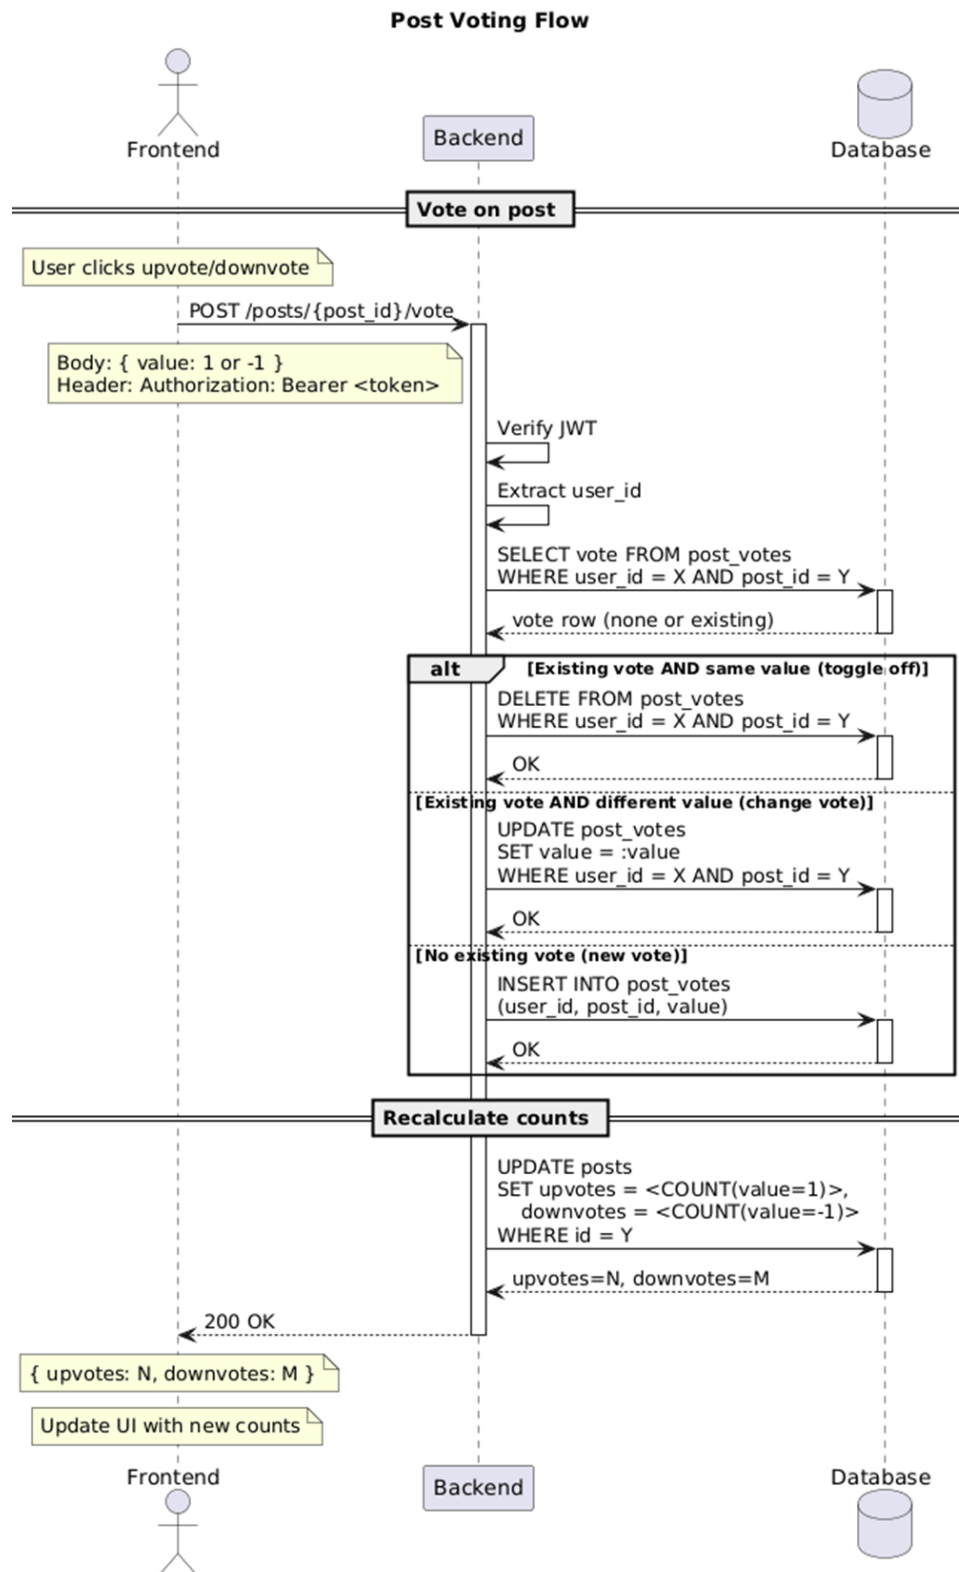 Post Voting Flow
Frontend
Backend
Database
Vote on post
User clicks upvote/downvote
POST /posts/{post_id}/vote
Body: { value: 1 or -1 }
Header: Authorization: Bearer <token>
Verify JWT
Extract user_id
SELECT vote FROM post_votes
WHERE user_id = X AND post_id = Y
vote row (none or existing)
alt
[Existing vote AND same value (toggle off)]
DELETE FROM post_votes
WHERE user_id = X AND post_id = Y
OK
[Existing vote AND different value (change vote)]
UPDATE post_votes
SET value = :value
WHERE user_id = X AND post_id = Y
OK
[No existing vote (new vote)]
INSERT INTO post_votes
(user_id, post_id, value)
OK
Recalculate counts
UPDATE posts
SET upvotes = <COUNT(value=1)>,
downvotes = <COUNT(value=-1)>
WHERE id = Y
upvotes=N, downvotes=M
200 OK
{ upvotes: N, downvotes: M }
Update UI with new counts
Frontend
Backend
Database